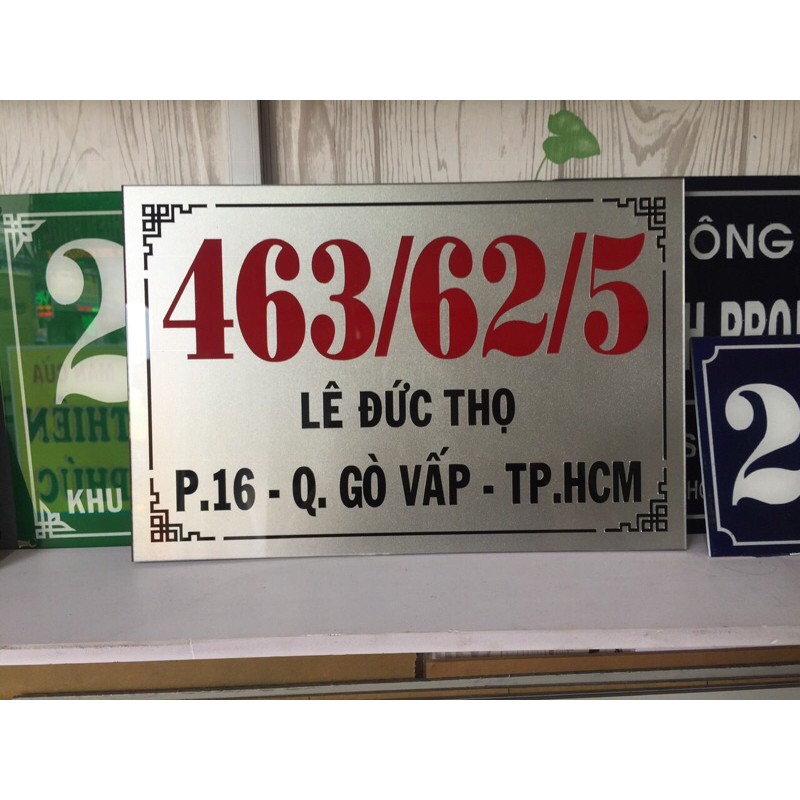 463/62/5
LÊ ĐỨC THỌ
P.16 - Q. GÒ VẤP - TP.HCM
2
KHU
ÔNG
2